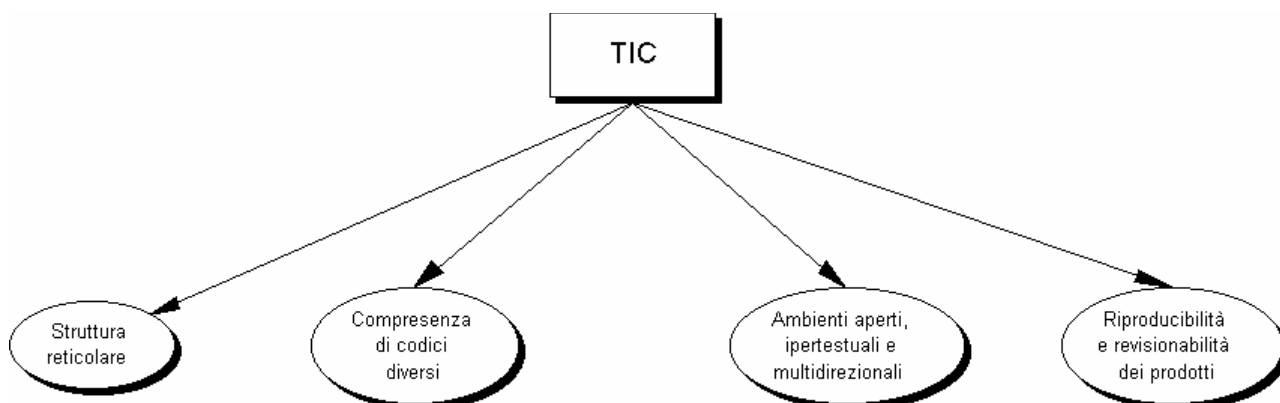 TIC
Struttura
reticolare
Compresenza
di codici
diversi
Ambienti aperti,
ipertestuali e
multidirezionali
Riproducibilità
e revisionabilità
dei prodotti